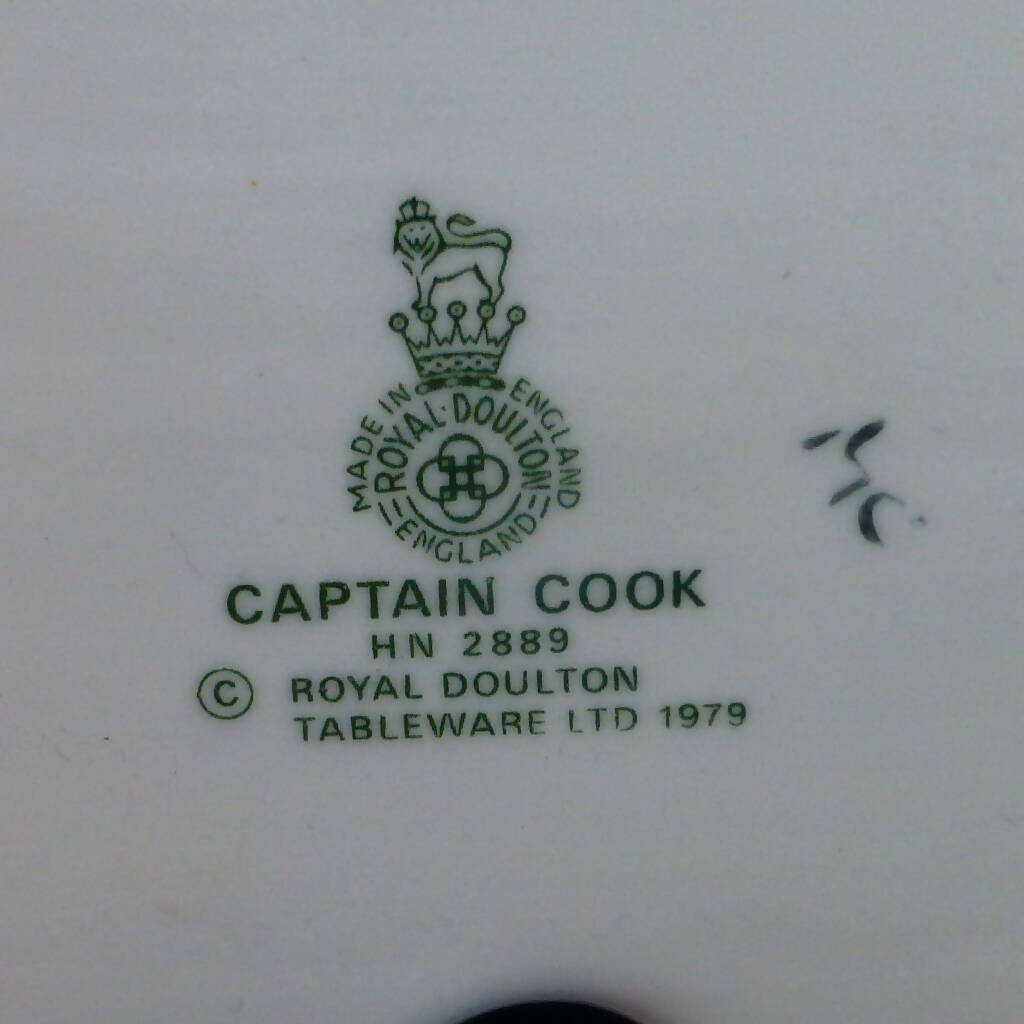 MADE IN ENGLAND
ROYAL · DOULTON
ENGLAND
CAPTAIN COOK
HN 2889
© ROYAL DOULTON
TABLEWARE LTD 1979